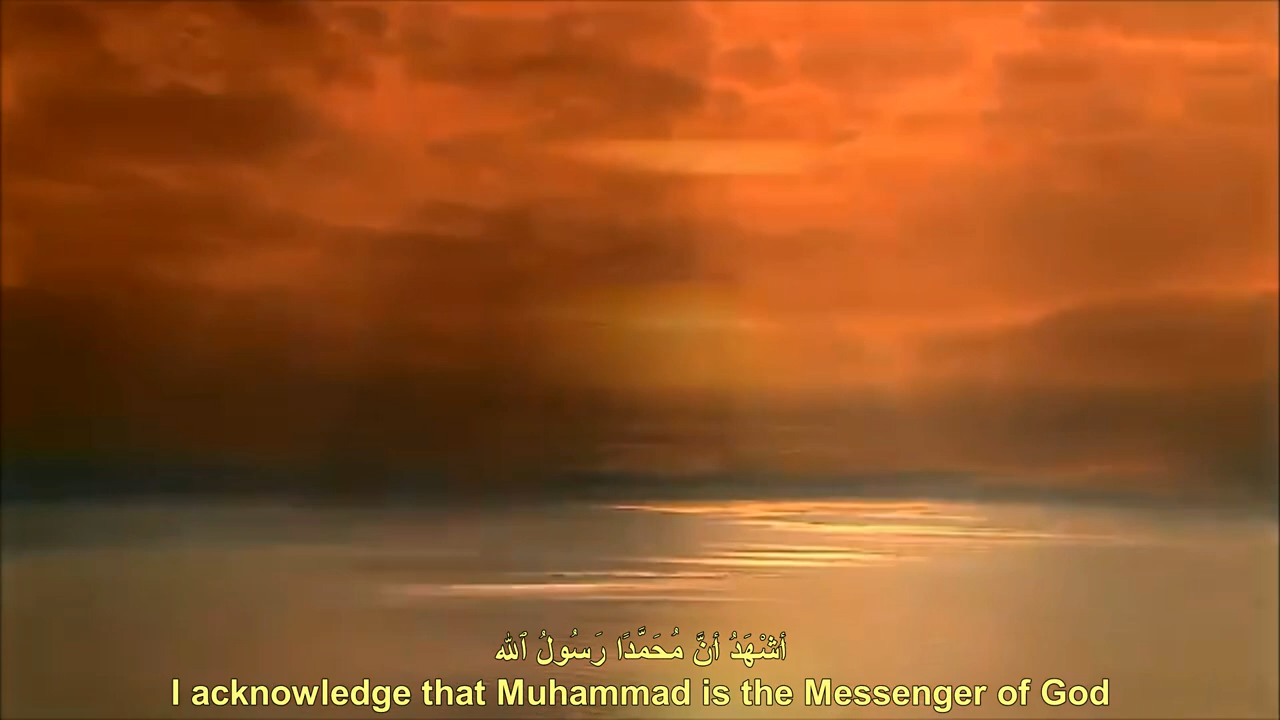 أَشْهَدُ أَنَّ مُحَمَّدًا رَسُولُ ٱلله
I acknowledge that Muhammad is the Messenger of God